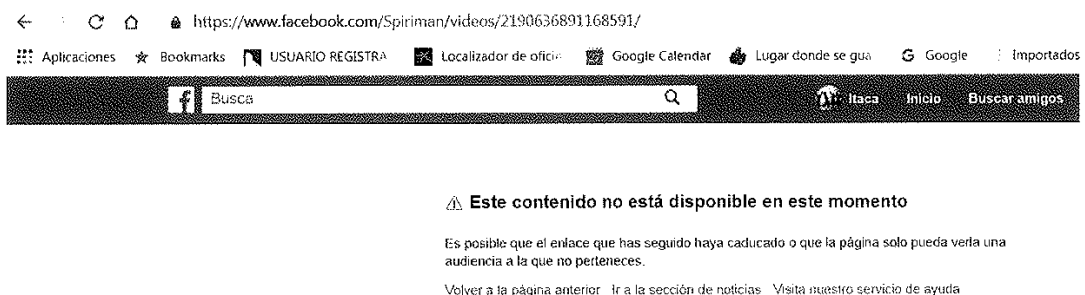 https://www.facebook.com/Spiriman/videos/2190636891168591/
Aplicaciones Bookmarks USUARIO REGISTRA Localizador de oficin Google Calendar Lugar donde se gua G Google Importados
f Busca Itaca Inicio Buscar amigos
Este contenido no está disponible en este momento
Es posible que el enlace que has seguido haya caducado o que la página solo pueda verla una
audiencia a la que no perteneces.
Volver a la página anterior Ir a la sección de noticias Visita nuestro servicio de ayuda